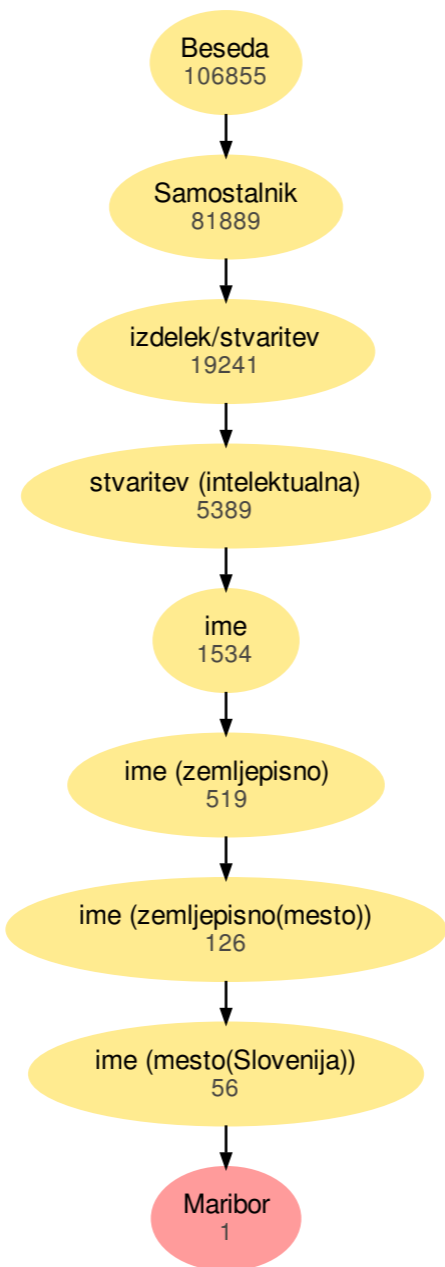 Beseda
106855
Samostalnik
81889
izdelek/stvaritev
19241
stvaritev (intelektualna)
5389
ime
1534
ime (zemljepisno)
519
ime (zemljepisno(mesto))
126
ime (mesto(Slovenija))
56
Maribor
1